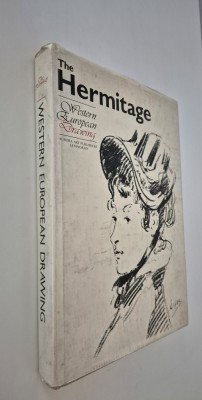 The
Hermitage
Western
European
Drawing
WESTERN EUROPEAN DRAWING